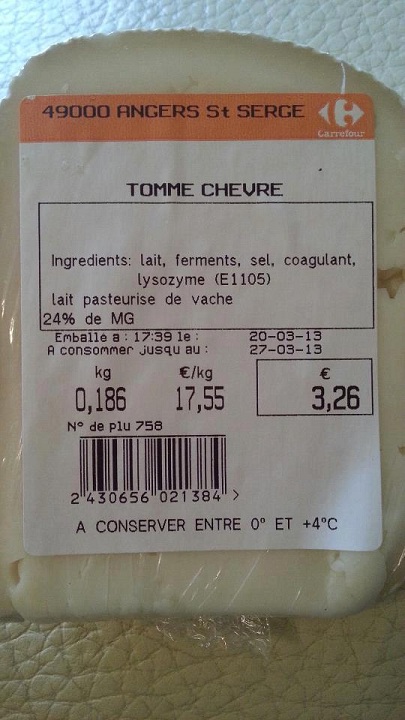 49000 ANGERS St SERGE
Carrefour
TOMME CHEVRE
Ingredients: lait, ferments, sel, coagulant,
lysozyme (E1105)
lait pasteurise de vache
24% de MG
Emballe a : 17:39 le : 20-03-13
A consommer jusqu au : 27-03-13
kg €/kg €
0,186 17,55 3,26
N° de plu 758
2 430656 021384 >
A CONSERVER ENTRE 0° ET +4°C